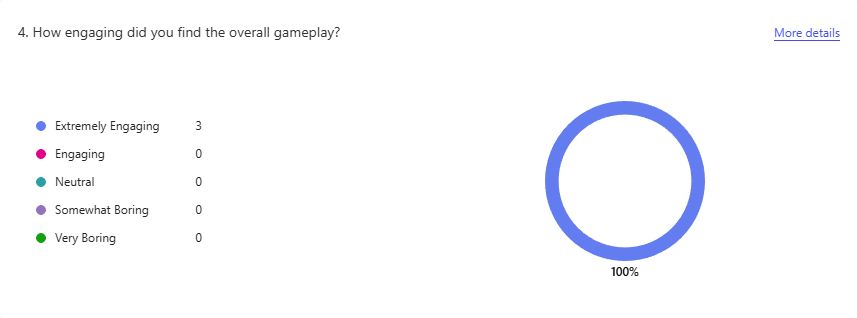 4. How engaging did you find the overall gameplay?
More details
Extremely Engaging 3
Engaging 0
Neutral 0
Somewhat Boring 0
Very Boring 0
100%